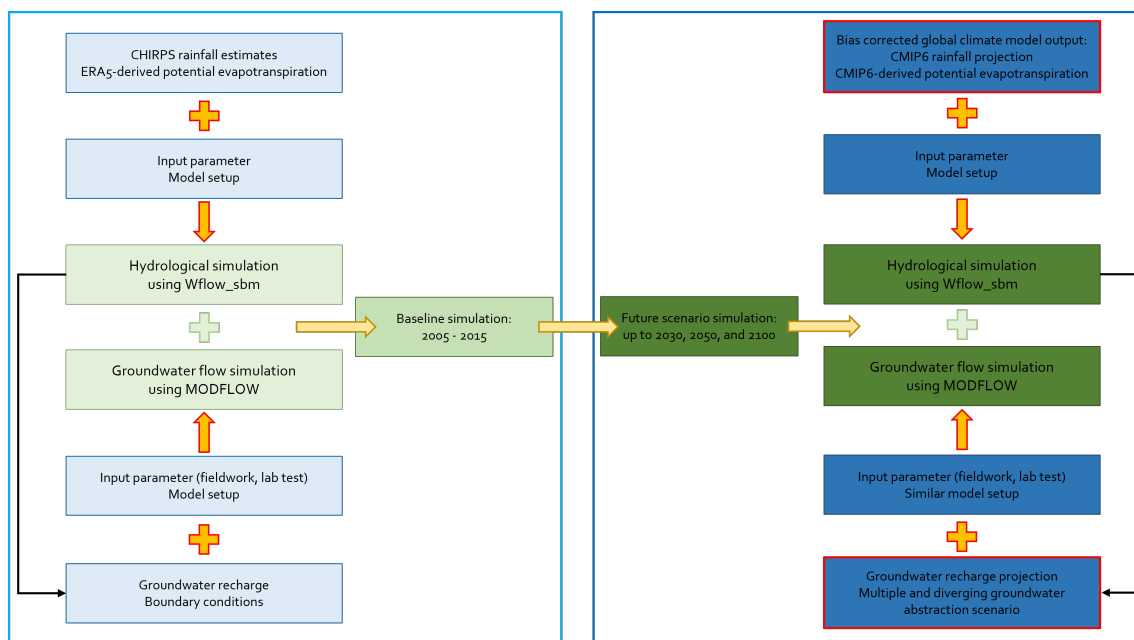 CHIRPS rainfall estimates
ERA5-derived potential evapotranspiration
Input parameter
Model setup
Hydrological simulation
using Wflow_sbm
Baseline simulation:
2005 - 2015
Groundwater flow simulation
using MODFLOW
Input parameter (fieldwork, lab test)
Model setup
Groundwater recharge
Boundary conditions
Bias corrected global climate model output:
CMIP6 rainfall projection
CMIP6-derived potential evapotranspiration
Input parameter
Model setup
Hydrological simulation
using Wflow_sbm
Future scenario simulation:
up to 2030, 2050, and 2100
Groundwater flow simulation
using MODFLOW
Input parameter (fieldwork, lab test)
Similar model setup
Groundwater recharge projection
Multiple and diverging groundwater
abstraction scenario